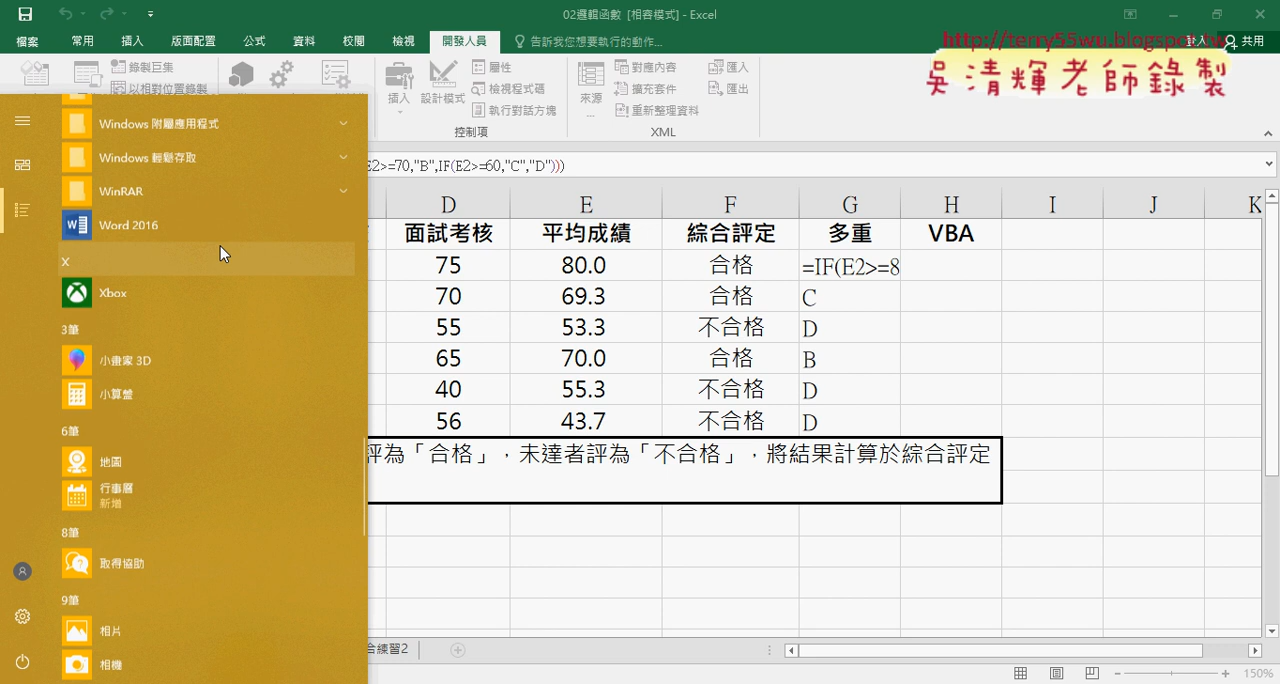 02邏輯函數 [相容模式] - Excel
檔案 常用 插入 版面配置 公式 資料 校閱 檢視 開發人員 告訴我您想要執行的動作... 登入 共用
http://terry55wu.blogspot.tw
吳清輝老師錄製
錄製巨集
以相對位置錄製
插入 設計模式
屬性
檢視程式碼
執行對話方塊
控制項
來源
對應內容
擴充套件
重新整理資料
匯入
匯出
XML
E2>=70,"B",IF(E2>=60,"C","D")))
Windows 附屬應用程式
Windows 輕鬆存取
WinRAR
Word 2016
X
Xbox
3筆
小畫家 3D
小算盤
6筆
地圖
行事曆
新增
8筆
取得協助
9筆
相片
相機
D E F G H I J K
面試考核 平均成績 綜合評定 多重 VBA
75 80.0 合格 =IF(E2>=8
70 69.3 合格 C
55 53.3 不合格 D
65 70.0 合格 B
40 55.3 不合格 D
56 43.7 不合格 D
評為「合格」，未達者評為「不合格」，將結果計算於綜合評定
合練習2
150%